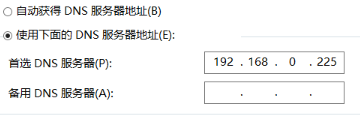 自动获得 DNS 服务器地址(B)
使用下面的 DNS 服务器地址(E):
首选 DNS 服务器(P): 192 . 168 . 0 . 225
备用 DNS 服务器(A): . . .